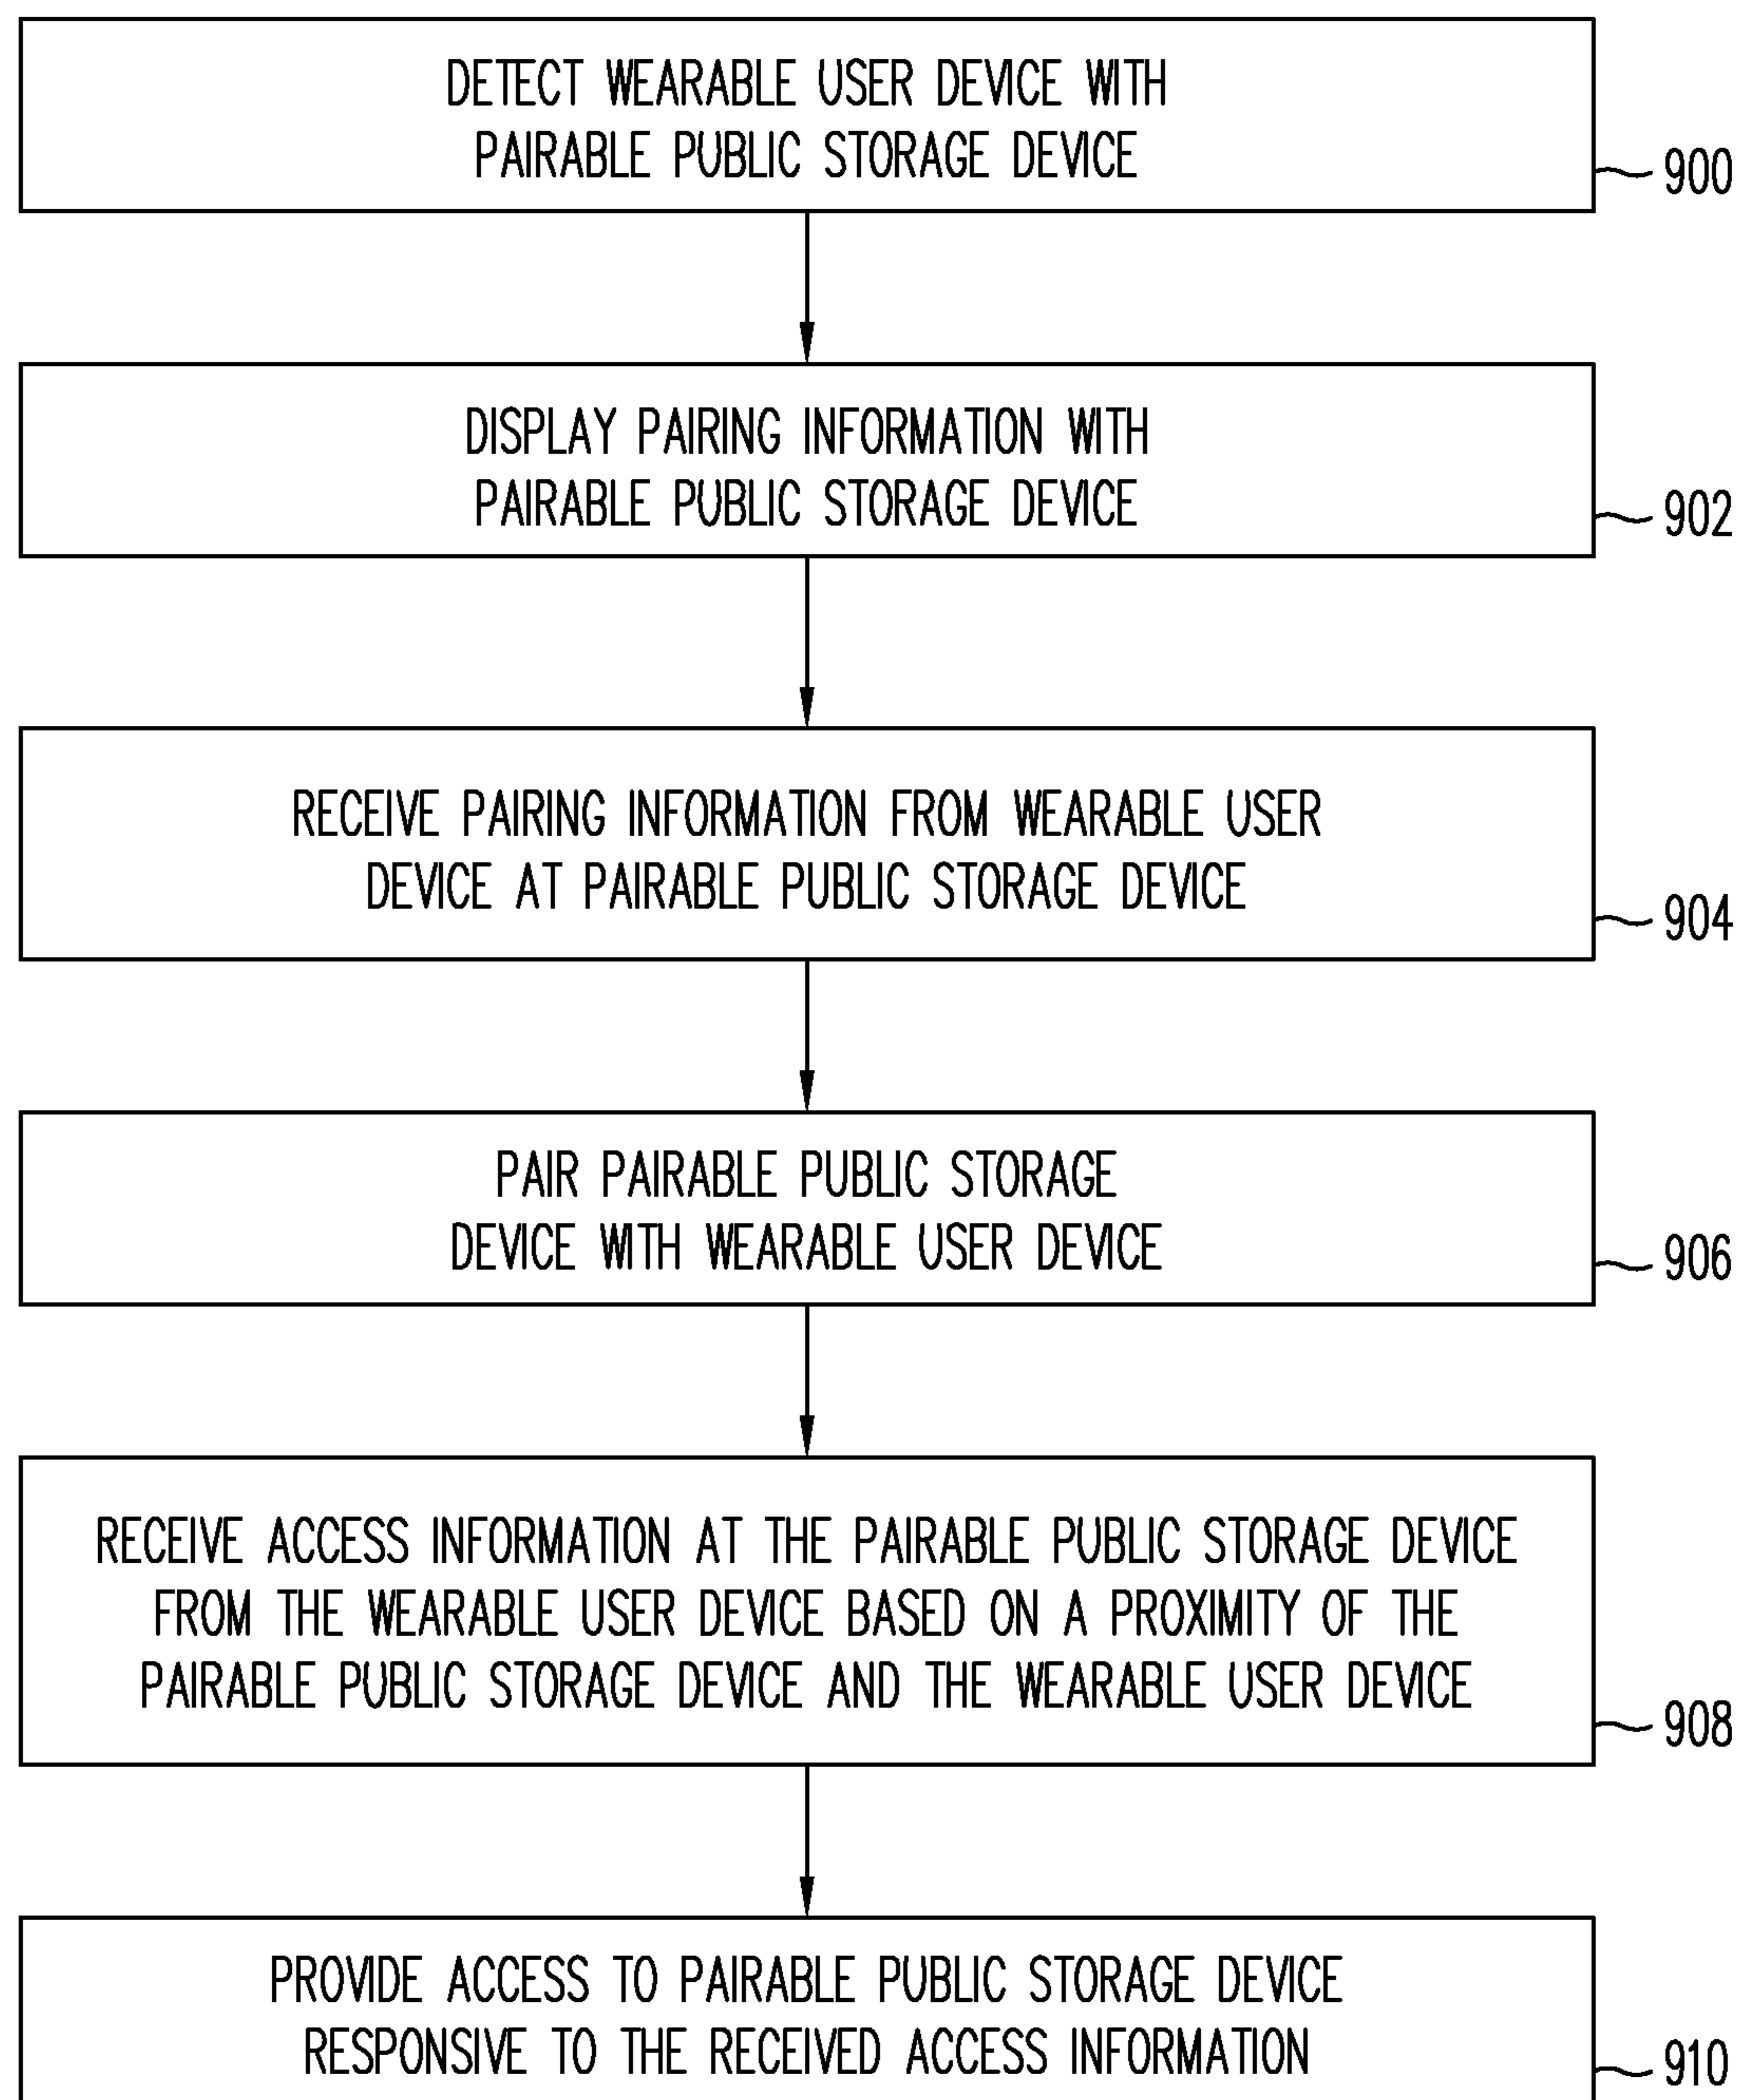 DETECT WEARABLE USER DEVICE WITH
PAIRABLE PUBLIC STORAGE DEVICE
900
DISPLAY PAIRING INFORMATION WITH
PAIRABLE PUBLIC STORAGE DEVICE
902
RECEIVE PAIRING INFORMATION FROM WEARABLE USER
DEVICE AT PAIRABLE PUBLIC STORAGE DEVICE
904
PAIR PAIRABLE PUBLIC STORAGE
DEVICE WITH WEARABLE USER DEVICE
906
RECEIVE ACCESS INFORMATION AT THE PAIRABLE PUBLIC STORAGE DEVICE
FROM THE WEARABLE USER DEVICE BASED ON A PROXIMITY OF THE
PAIRABLE PUBLIC STORAGE DEVICE AND THE WEARABLE USER DEVICE
908
PROVIDE ACCESS TO PAIRABLE PUBLIC STORAGE DEVICE
RESPONSIVE TO THE RECEIVED ACCESS INFORMATION
910